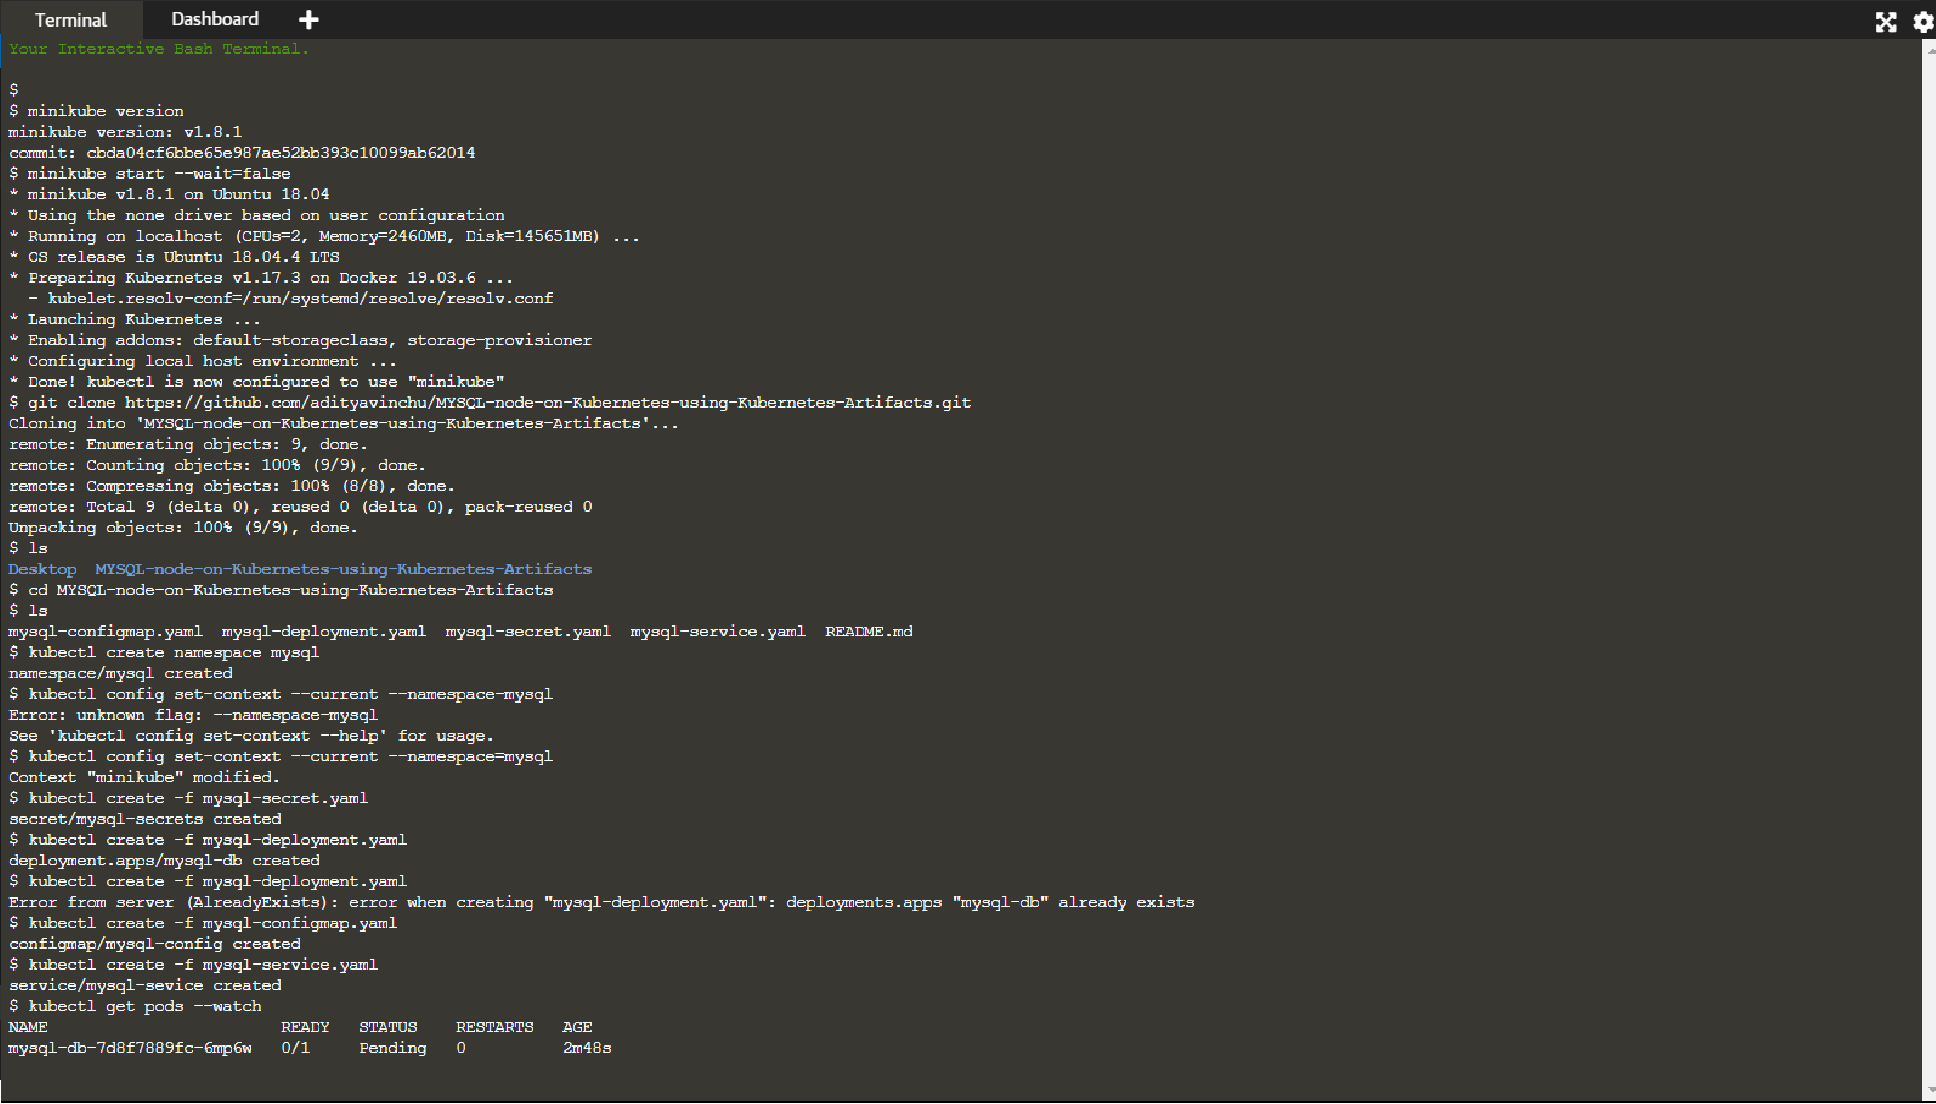 Terminal Dashboard
Your Interactive Bash Terminal.
$
$ minikube version
minikube version: v1.8.1
commit: cbda04cf6bbe65e987ae52bb393c10099ab62014
$ minikube start --wait=false
* minikube v1.8.1 on Ubuntu 18.04
* Using the none driver based on user configuration
* Running on localhost (CPUs=2, Memory=2460MB, Disk=145651MB) ...
* OS release is Ubuntu 18.04.4 LTS
* Preparing Kubernetes v1.17.3 on Docker 19.03.6 ...
  - kubelet.resolv-conf=/run/systemd/resolve/resolv.conf
* Launching Kubernetes ...
* Enabling addons: default-storageclass, storage-provisioner
* Configuring local host environment ...
* Done! kubectl is now configured to use "minikube"
$ git clone https://github.com/adityavinchu/MYSQL-node-on-Kubernetes-using-Kubernetes-Artifacts.git
Cloning into 'MYSQL-node-on-Kubernetes-using-Kubernetes-Artifacts'...
remote: Enumerating objects: 9, done.
remote: Counting objects: 100% (9/9), done.
remote: Compressing objects: 100% (8/8), done.
remote: Total 9 (delta 0), reused 0 (delta 0), pack-reused 0
Unpacking objects: 100% (9/9), done.
$ ls
Desktop  MYSQL-node-on-Kubernetes-using-Kubernetes-Artifacts
$ cd MYSQL-node-on-Kubernetes-using-Kubernetes-Artifacts
$ ls
mysql-configmap.yaml  mysql-deployment.yaml  mysql-secret.yaml  mysql-service.yaml  README.md
$ kubectl create namespace mysql
namespace/mysql created
$ kubectl config set-context --current --namespace-mysql
Error: unknown flag: --namespace-mysql
See 'kubectl config set-context --help' for usage.
$ kubectl config set-context --current --namespace=mysql
Context "minikube" modified.
$ kubectl create -f mysql-secret.yaml
secret/mysql-secrets created
$ kubectl create -f mysql-deployment.yaml
deployment.apps/mysql-db created
$ kubectl create -f mysql-deployment.yaml
Error from server (AlreadyExists): error when creating "mysql-deployment.yaml": deployments.apps "mysql-db" already exists
$ kubectl create -f mysql-configmap.yaml
configmap/mysql-config created
$ kubectl create -f mysql-service.yaml
service/mysql-sevice created
$ kubectl get pods --watch
NAME                        READY   STATUS    RESTARTS   AGE
mysql-db-7d8f7889fc-6mp6w   0/1     Pending   0          2m48s